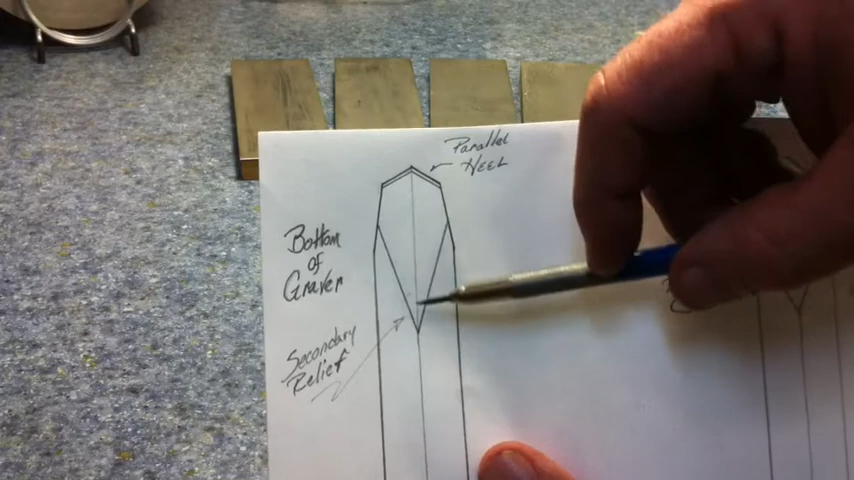 Parallel
Heel
Bottom
of
Graver
Secondary
Relief